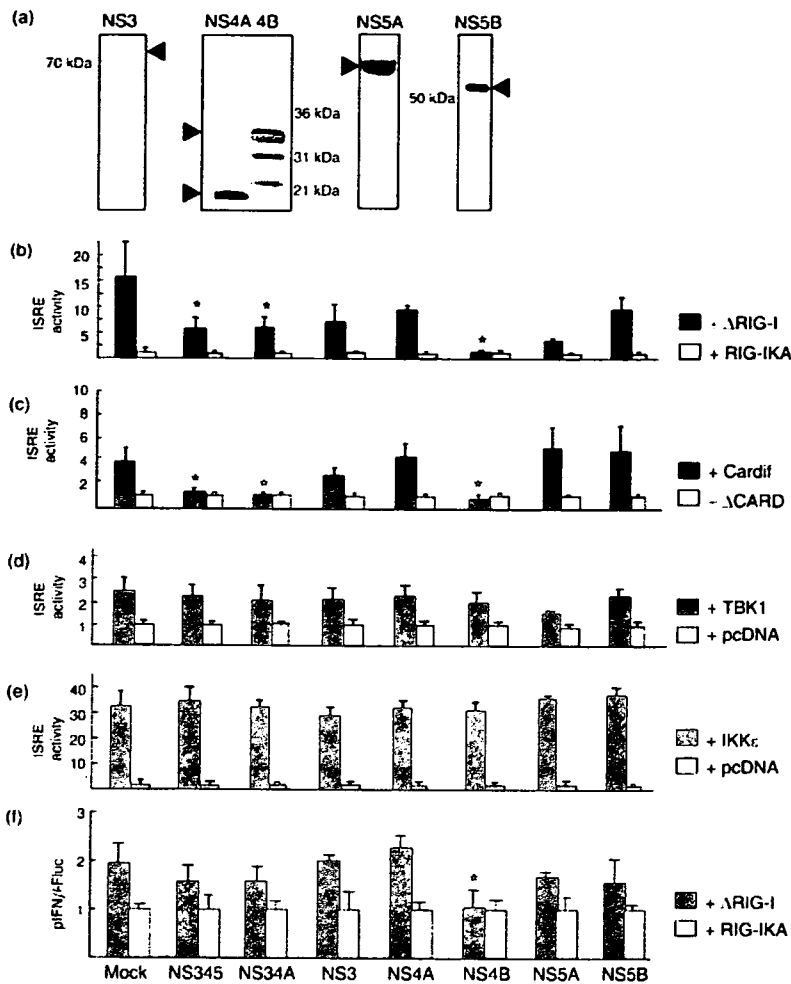 (a)
NS3 NS4A 4B NS5A NS5B
70 kDa
36 kDa
50 kDa
31 kDa
21 kDa
(b)
20
15
10
5
ISRE
activity
- ΔRIG-I
+ RIG-IKA
* * *
(c)
10
8
6
4
2
ISRE
activity
+ Cardif
- ΔCARD
* * *
(d)
4
3
2
1
ISRE
activity
+ TBK1
+ pcDNA
(e)
40
30
20
10
ISRE
activity
+ IKKε
+ pcDNA
(f)
3
2
1
*
+ ΔRIG-I
+ RIG-IKA
Mock NS345 NS34A NS3 NS4A NS4B NS5A NS5B